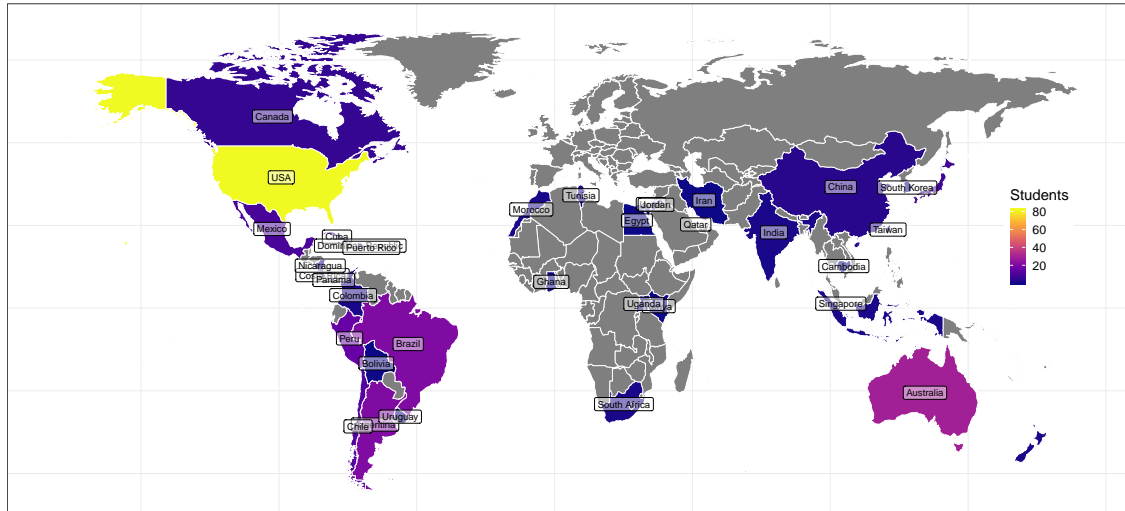 Canada
USA
Mexico
Cuba
Puerto Rico
Nicaragua
Panama
Colombia
Peru
Brazil
Bolivia
Uruguay
Chile
Morocco
Tunisia
Jordan
Egypt
Iran
Qatar
Ghana
Uganda
South Africa
China
South Korea
India
Taiwan
Cambodia
Singapore
Australia
Students
80
60
40
20